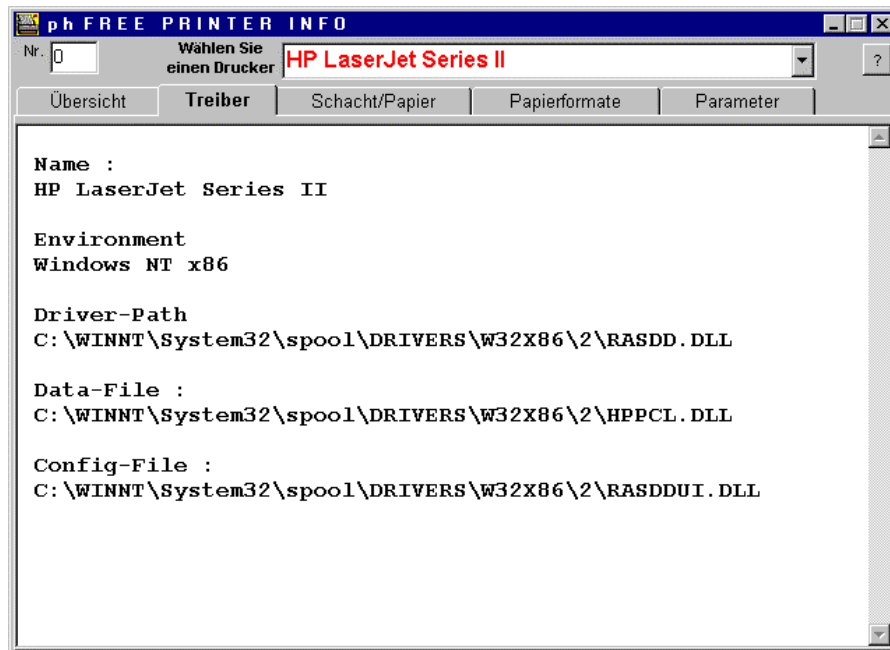 ph FREE PRINTER INFO
Nr. 0
Wählen Sie
einen Drucker
HP LaserJet Series II
?
Übersicht
Treiber
Schacht/Papier
Papierformate
Parameter
Name :
HP LaserJet Series II
Environment
Windows NT x86
Driver-Path
C:\WINNT\System32\spool\DRIVERS\W32X86\2\RASDD.DLL
Data-File :
C:\WINNT\System32\spool\DRIVERS\W32X86\2\HPPCL.DLL
Config-File :
C:\WINNT\System32\spool\DRIVERS\W32X86\2\RASDDUI.DLL